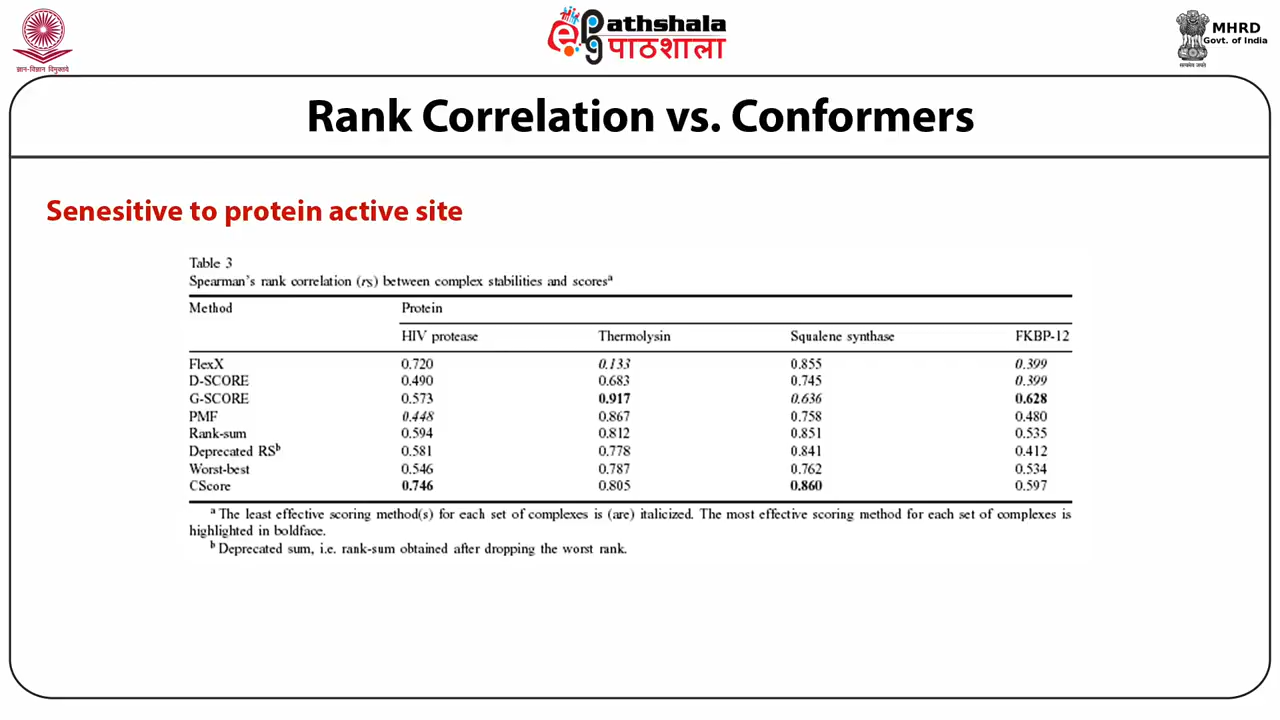 ePG Pathshala
पाठशाला
MHRD
Govt. of India
ज्ञान-विज्ञान विमुक्तये
सत्यमेव जयते
Rank Correlation vs. Conformers
Senesitive to protein active site
Table 3
Spearman's rank correlation (rs) between complex stabilities and scoresᵃ
Method Protein
HIV protease Thermolysin Squalene synthase FKBP-12
FlexX 0.720 0.133 0.855 0.399
D-SCORE 0.490 0.683 0.745 0.399
G-SCORE 0.573 0.917 0.636 0.628
PMF 0.448 0.867 0.758 0.480
Rank-sum 0.594 0.812 0.851 0.535
Deprecated RSᵇ 0.581 0.778 0.841 0.412
Worst-best 0.546 0.787 0.762 0.534
CScore 0.746 0.805 0.860 0.597
ᵃ The least effective scoring method(s) for each set of complexes is (are) italicized. The most effective scoring method for each set of complexes is
highlighted in boldface.
ᵇ Deprecated sum, i.e. rank-sum obtained after dropping the worst rank.